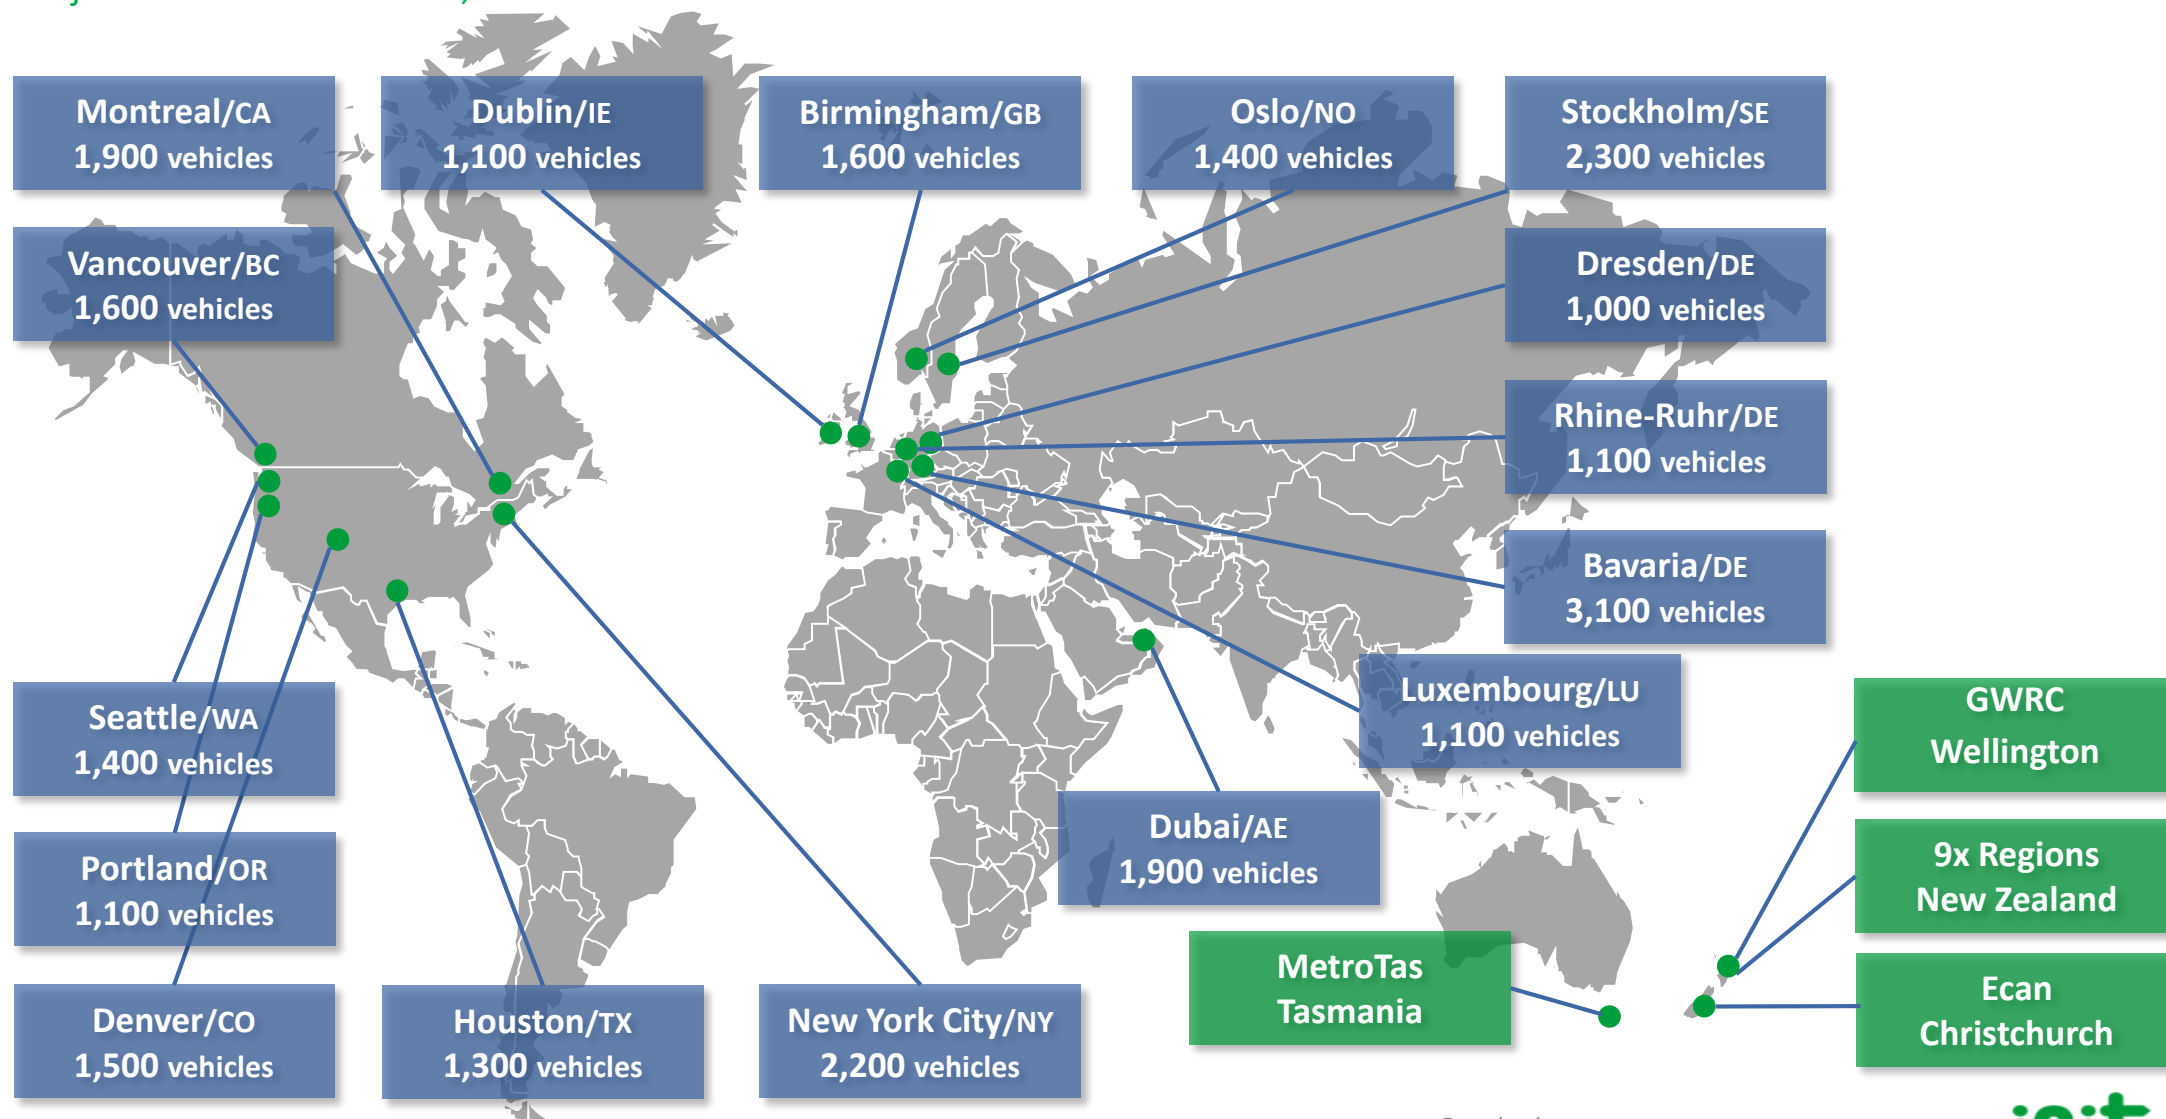 Montreal/CA
1,900 vehicles
Dublin/IE
1,100 vehicles
Birmingham/GB
1,600 vehicles
Oslo/NO
1,400 vehicles
Stockholm/SE
2,300 vehicles
Vancouver/BC
1,600 vehicles
Dresden/DE
1,000 vehicles
Rhine-Ruhr/DE
1,100 vehicles
Bavaria/DE
3,100 vehicles
Luxembourg/LU
1,100 vehicles
Seattle/WA
1,400 vehicles
GWRC
Wellington
Dubai/AE
1,900 vehicles
Portland/OR
1,100 vehicles
9x Regions
New Zealand
MetroTas
Tasmania
Ecan
Christchurch
Denver/CO
1,500 vehicles
Houston/TX
1,300 vehicles
New York City/NY
2,200 vehicles